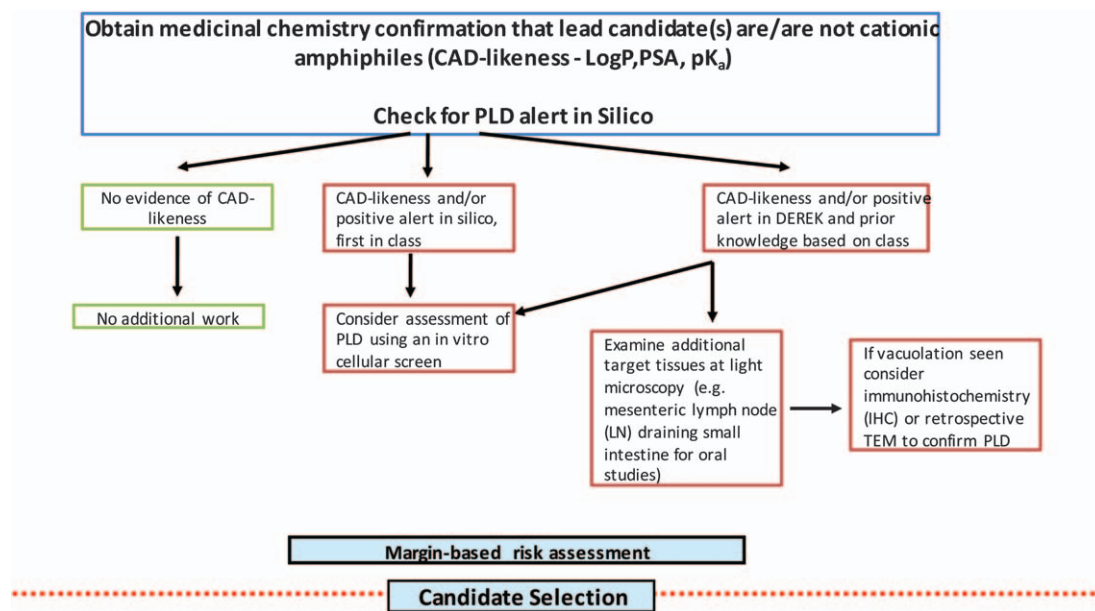 Obtain medicinal chemistry confirmation that lead candidate(s) are/are not cationic
amphiphiles (CAD-likeness - LogP,PSA, pKa)
Check for PLD alert in Silico
No evidence of CAD-
likeness
CAD-likeness and/or
positive alert in silico,
first in class
CAD-likeness and/or positive
alert in DEREK and prior
knowledge based on class
No additional work
Consider assessment of
PLD using an in vitro
cellular screen
Examine additional
target tissues at light
microscopy (e.g.
mesenteric lymph node
(LN) draining small
intestine for oral
studies)
If vacuolation seen
consider
immunohistochemistry
(IHC) or retrospective
TEM to confirm PLD
Margin-based risk assessment
Candidate Selection